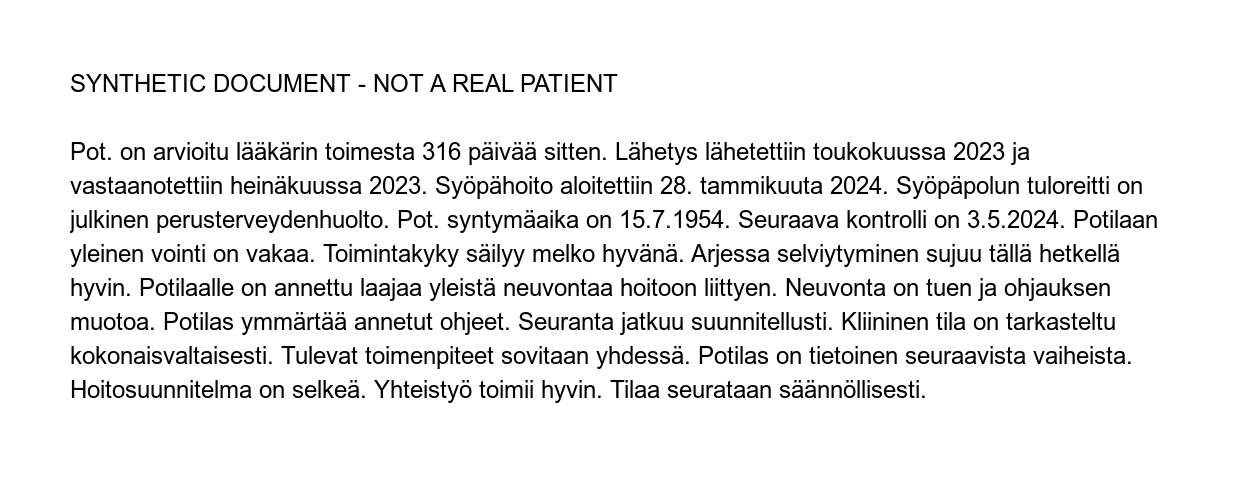 SYNTHETIC DOCUMENT - NOT A REAL PATIENT
Pot. on arvioitu lääkärin toimesta 316 päivää sitten. Lähetys lähetettiin toukokuussa 2023 ja
vastaanotettiin heinäkuussa 2023. Syöpähoito aloitettiin 28. tammikuuta 2024. Syöpäpolun tuloreitti on
julkinen perusterveydenhuolto. Pot. syntymäaika on 15.7.1954. Seuraava kontrolli on 3.5.2024. Potilaan
yleinen vointi on vakaa. Toimintakyky säilyy melko hyvänä. Arjessa selviytyminen sujuu tällä hetkellä
hyvin. Potilaalle on annettu laajaa yleistä neuvontaa hoitoon liittyen. Neuvonta on tuen ja ohjauksen
muotoa. Potilas ymmärtää annetut ohjeet. Seuranta jatkuu suunnitellusti. Kliininen tila on tarkasteltu
kokonaisvaltaisesti. Tulevat toimenpiteet sovitaan yhdessä. Potilas on tietoinen seuraavista vaiheista.
Hoitosuunnitelma on selkeä. Yhteistyö toimii hyvin. Tilaa seurataan säännöllisesti.